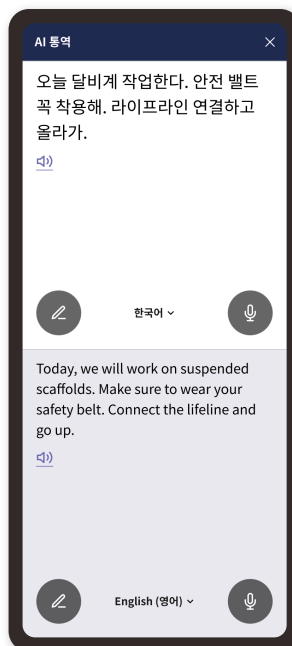 AI 통역
오늘 달비계 작업한다. 안전 밸트
꼭 착용해. 라이프라인 연결하고
올라가.
한국어
Today, we will work on suspended
scaffolds. Make sure to wear your
safety belt. Connect the lifeline and
go up.
English (영어)